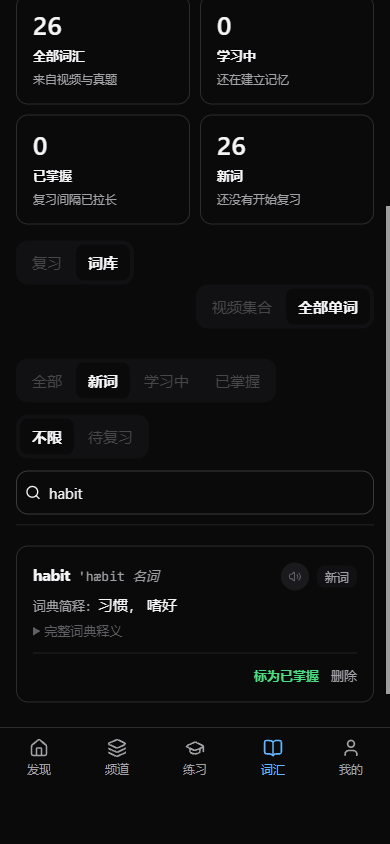 26 0
全部词汇 学习中
来自视频与真题 还在建立记忆
0 26
已掌握 新词
复习间隔已拉长 还没有开始复习
复习 词库
视频集合 全部单词
全部 新词 学习中 已掌握
不限 待复习
habit
habit ˈhæbit 名词 新词
词典简释: 习惯， 嗜好
▶ 完整词典释义
标为已掌握 删除
发现 频道 练习 词汇 我的